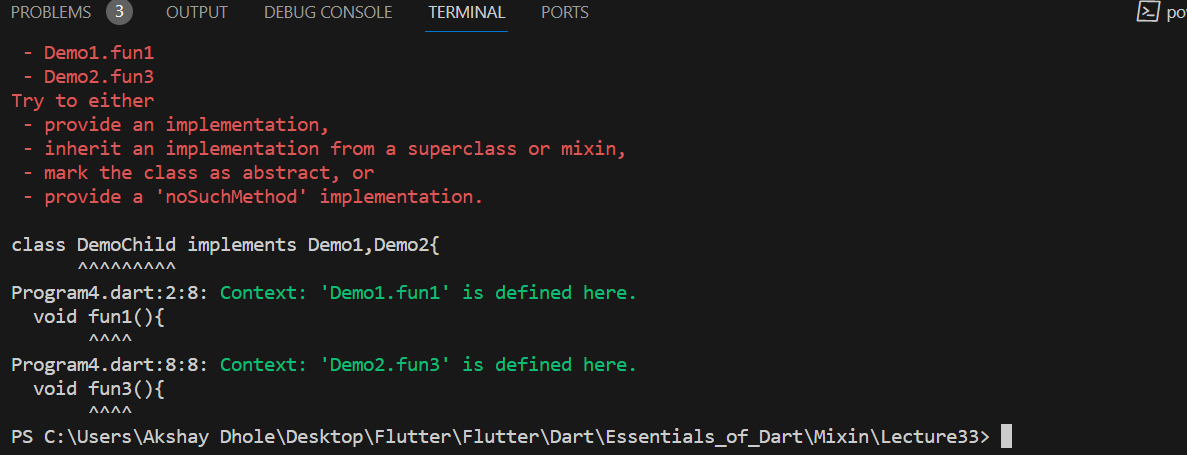 PROBLEMS 3 OUTPUT DEBUG CONSOLE TERMINAL PORTS
- Demo1.fun1
- Demo2.fun3
Try to either
- provide an implementation,
- inherit an implementation from a superclass or mixin,
- mark the class as abstract, or
- provide a 'noSuchMethod' implementation.
class DemoChild implements Demo1,Demo2{
^^^^^^^^^
Program4.dart:2:8: Context: 'Demo1.fun1' is defined here.
void fun1(){
^^^^
Program4.dart:8:8: Context: 'Demo2.fun3' is defined here.
void fun3(){
^^^^
PS C:\Users\Akshay Dhole\Desktop\Flutter\Flutter\Dart\Essentials_of_Dart\Mixin\Lecture33>